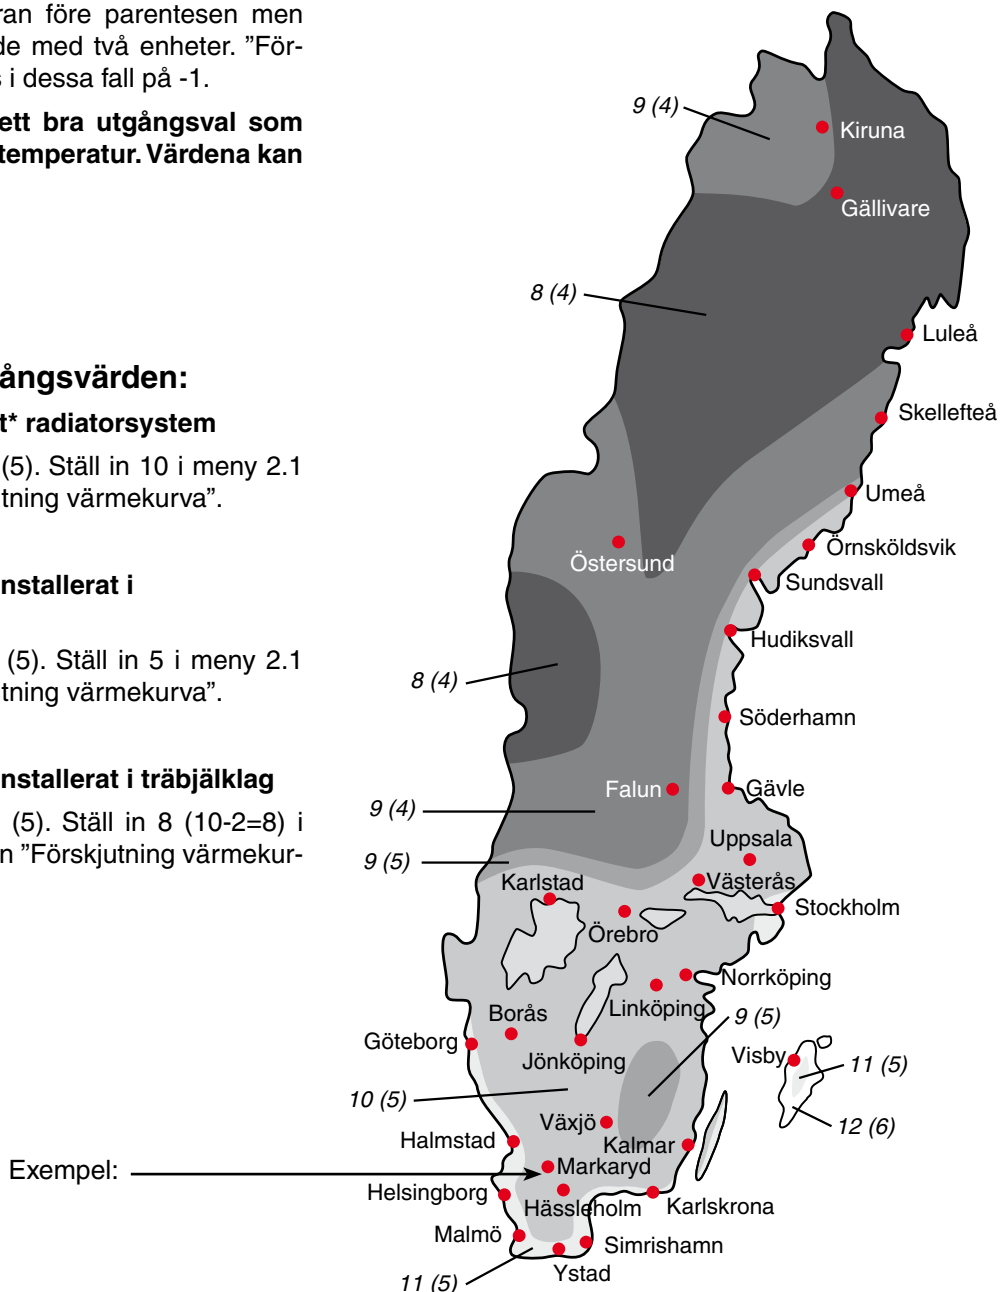 ran före parentesen men
de med två enheter. ”För-
s i dessa fall på -1.
ett bra utgångsval som
temperatur. Värdena kan
ångsvärden:
t* radiatorsystem
(5). Ställ in 10 i meny 2.1
tning värmekurva”.
nstallerat i
(5). Ställ in 5 i meny 2.1
tning värmekurva”.
nstallerat i träbjälklag
(5). Ställ in 8 (10-2=8) i
n ”Förskjutning värmekur-
Exempel:
9 (4)
Kiruna
Gällivare
8 (4)
Luleå
Skellefteå
Umeå
Örnsköldsvik
Östersund
Sundsvall
Hudiksvall
8 (4)
Söderhamn
Falun
Gävle
9 (4)
Uppsala
9 (5)
Karlstad
Västerås
Stockholm
Örebro
Norrköping
Linköping
Borås
9 (5)
Göteborg
Jönköping
Visby
11 (5)
10 (5)
Växjö
12 (6)
Halmstad
Kalmar
Markaryd
Helsingborg
Hässleholm
Karlskrona
Malmö
Simrishamn
Ystad
11 (5)